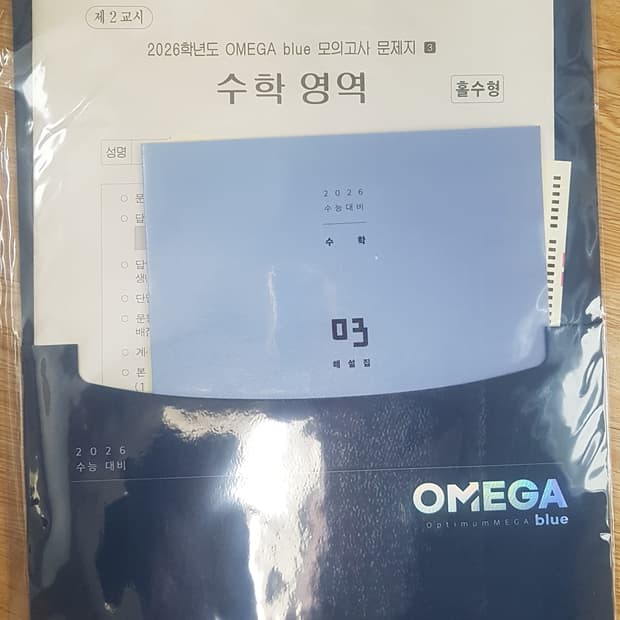 제 2 교시
2026학년도 OMEGA blue 모의고사 문제지 3
수학 영역
홀수형
성명
2026
수능대비
수 학
03
해 설 집
2026
수능 대비
OMEGA
OptimumMEGA blue